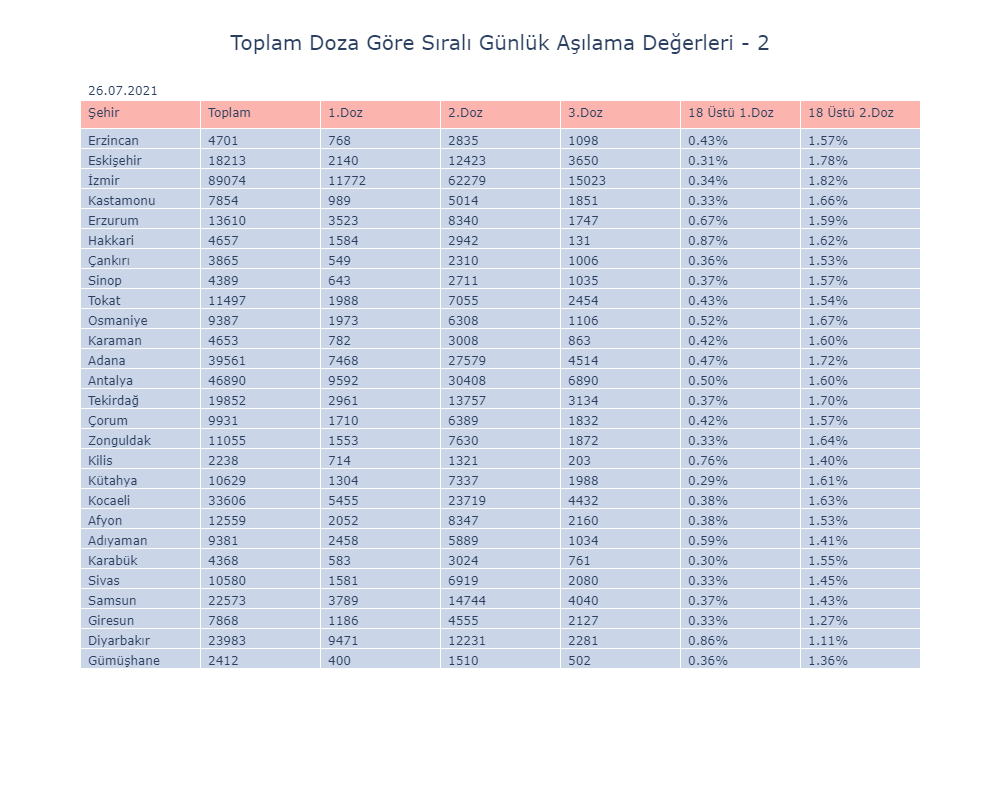 Toplam Doza Göre Sıralı Günlük Aşılama Değerleri - 2
26.07.2021
Şehir Toplam 1.Doz 2.Doz 3.Doz 18 Üstü 1.Doz 18 Üstü 2.Doz
Erzincan 4701 768 2835 1098 0.43% 1.57%
Eskişehir 18213 2140 12423 3650 0.31% 1.78%
İzmir 89074 11772 62279 15023 0.34% 1.82%
Kastamonu 7854 989 5014 1851 0.33% 1.66%
Erzurum 13610 3523 8340 1747 0.67% 1.59%
Hakkari 4657 1584 2942 131 0.87% 1.62%
Çankırı 3865 549 2310 1006 0.36% 1.53%
Sinop 4389 643 2711 1035 0.37% 1.57%
Tokat 11497 1988 7055 2454 0.43% 1.54%
Osmaniye 9387 1973 6308 1106 0.52% 1.67%
Karaman 4653 782 3008 863 0.42% 1.60%
Adana 39561 7468 27579 4514 0.47% 1.72%
Antalya 46890 9592 30408 6890 0.50% 1.60%
Tekirdağ 19852 2961 13757 3134 0.37% 1.70%
Çorum 9931 1710 6389 1832 0.42% 1.57%
Zonguldak 11055 1553 7630 1872 0.33% 1.64%
Kilis 2238 714 1321 203 0.76% 1.40%
Kütahya 10629 1304 7337 1988 0.29% 1.61%
Kocaeli 33606 5455 23719 4432 0.38% 1.63%
Afyon 12559 2052 8347 2160 0.38% 1.53%
Adıyaman 9381 2458 5889 1034 0.59% 1.41%
Karabük 4368 583 3024 761 0.30% 1.55%
Sivas 10580 1581 6919 2080 0.33% 1.45%
Samsun 22573 3789 14744 4040 0.37% 1.43%
Giresun 7868 1186 4555 2127 0.33% 1.27%
Diyarbakır 23983 9471 12231 2281 0.86% 1.11%
Gümüşhane 2412 400 1510 502 0.36% 1.36%